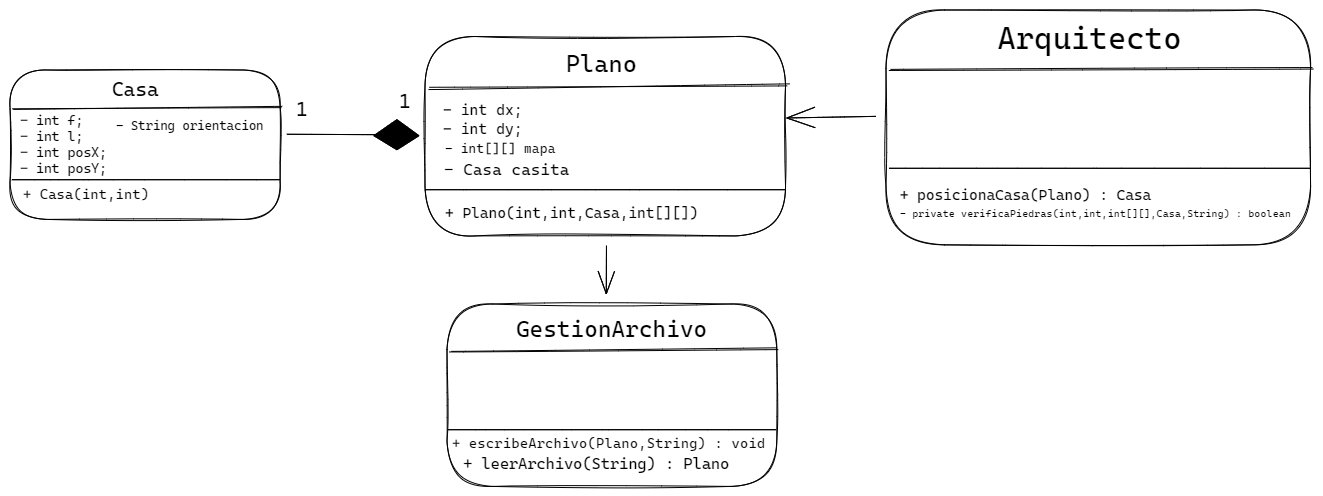 Casa
- int f;
- String orientacion
- int l;
- int posX;
- int posY;
+ Casa(int,int)
1
1
Plano
- int dx;
- int dy;
- int[][] mapa
- Casa casita
+ Plano(int,int,Casa,int[][])
Arquitecto
+ posicionaCasa(Plano) : Casa
- private verificaPiedras(int,int,int[][],Casa,String) : boolean
GestionArchivo
+ escribeArchivo(Plano,String) : void
+ leerArchivo(String) : Plano